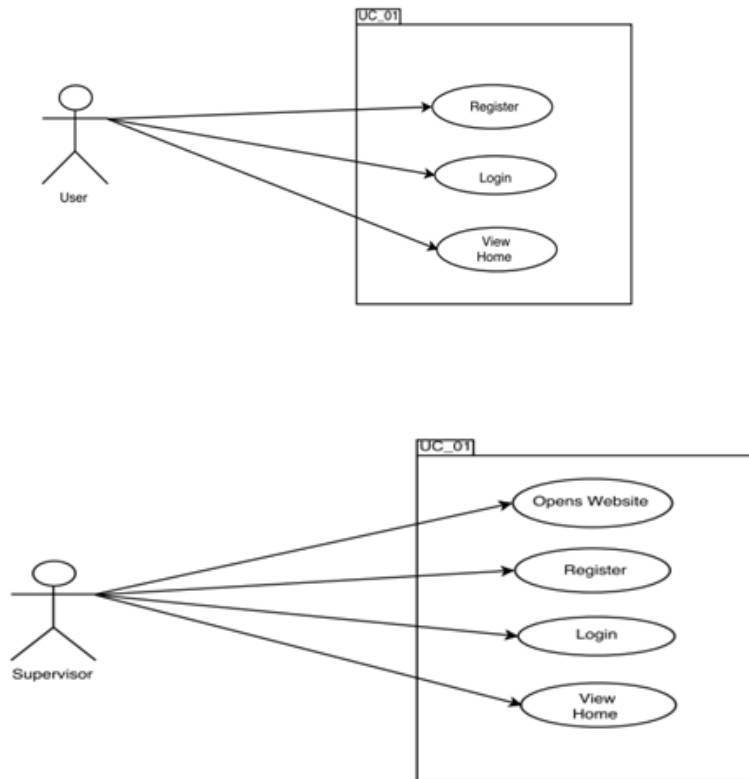 UC_01
Register
Login
View
Home
User
UC_01
Opens Website
Register
Login
View
Home
Supervisor